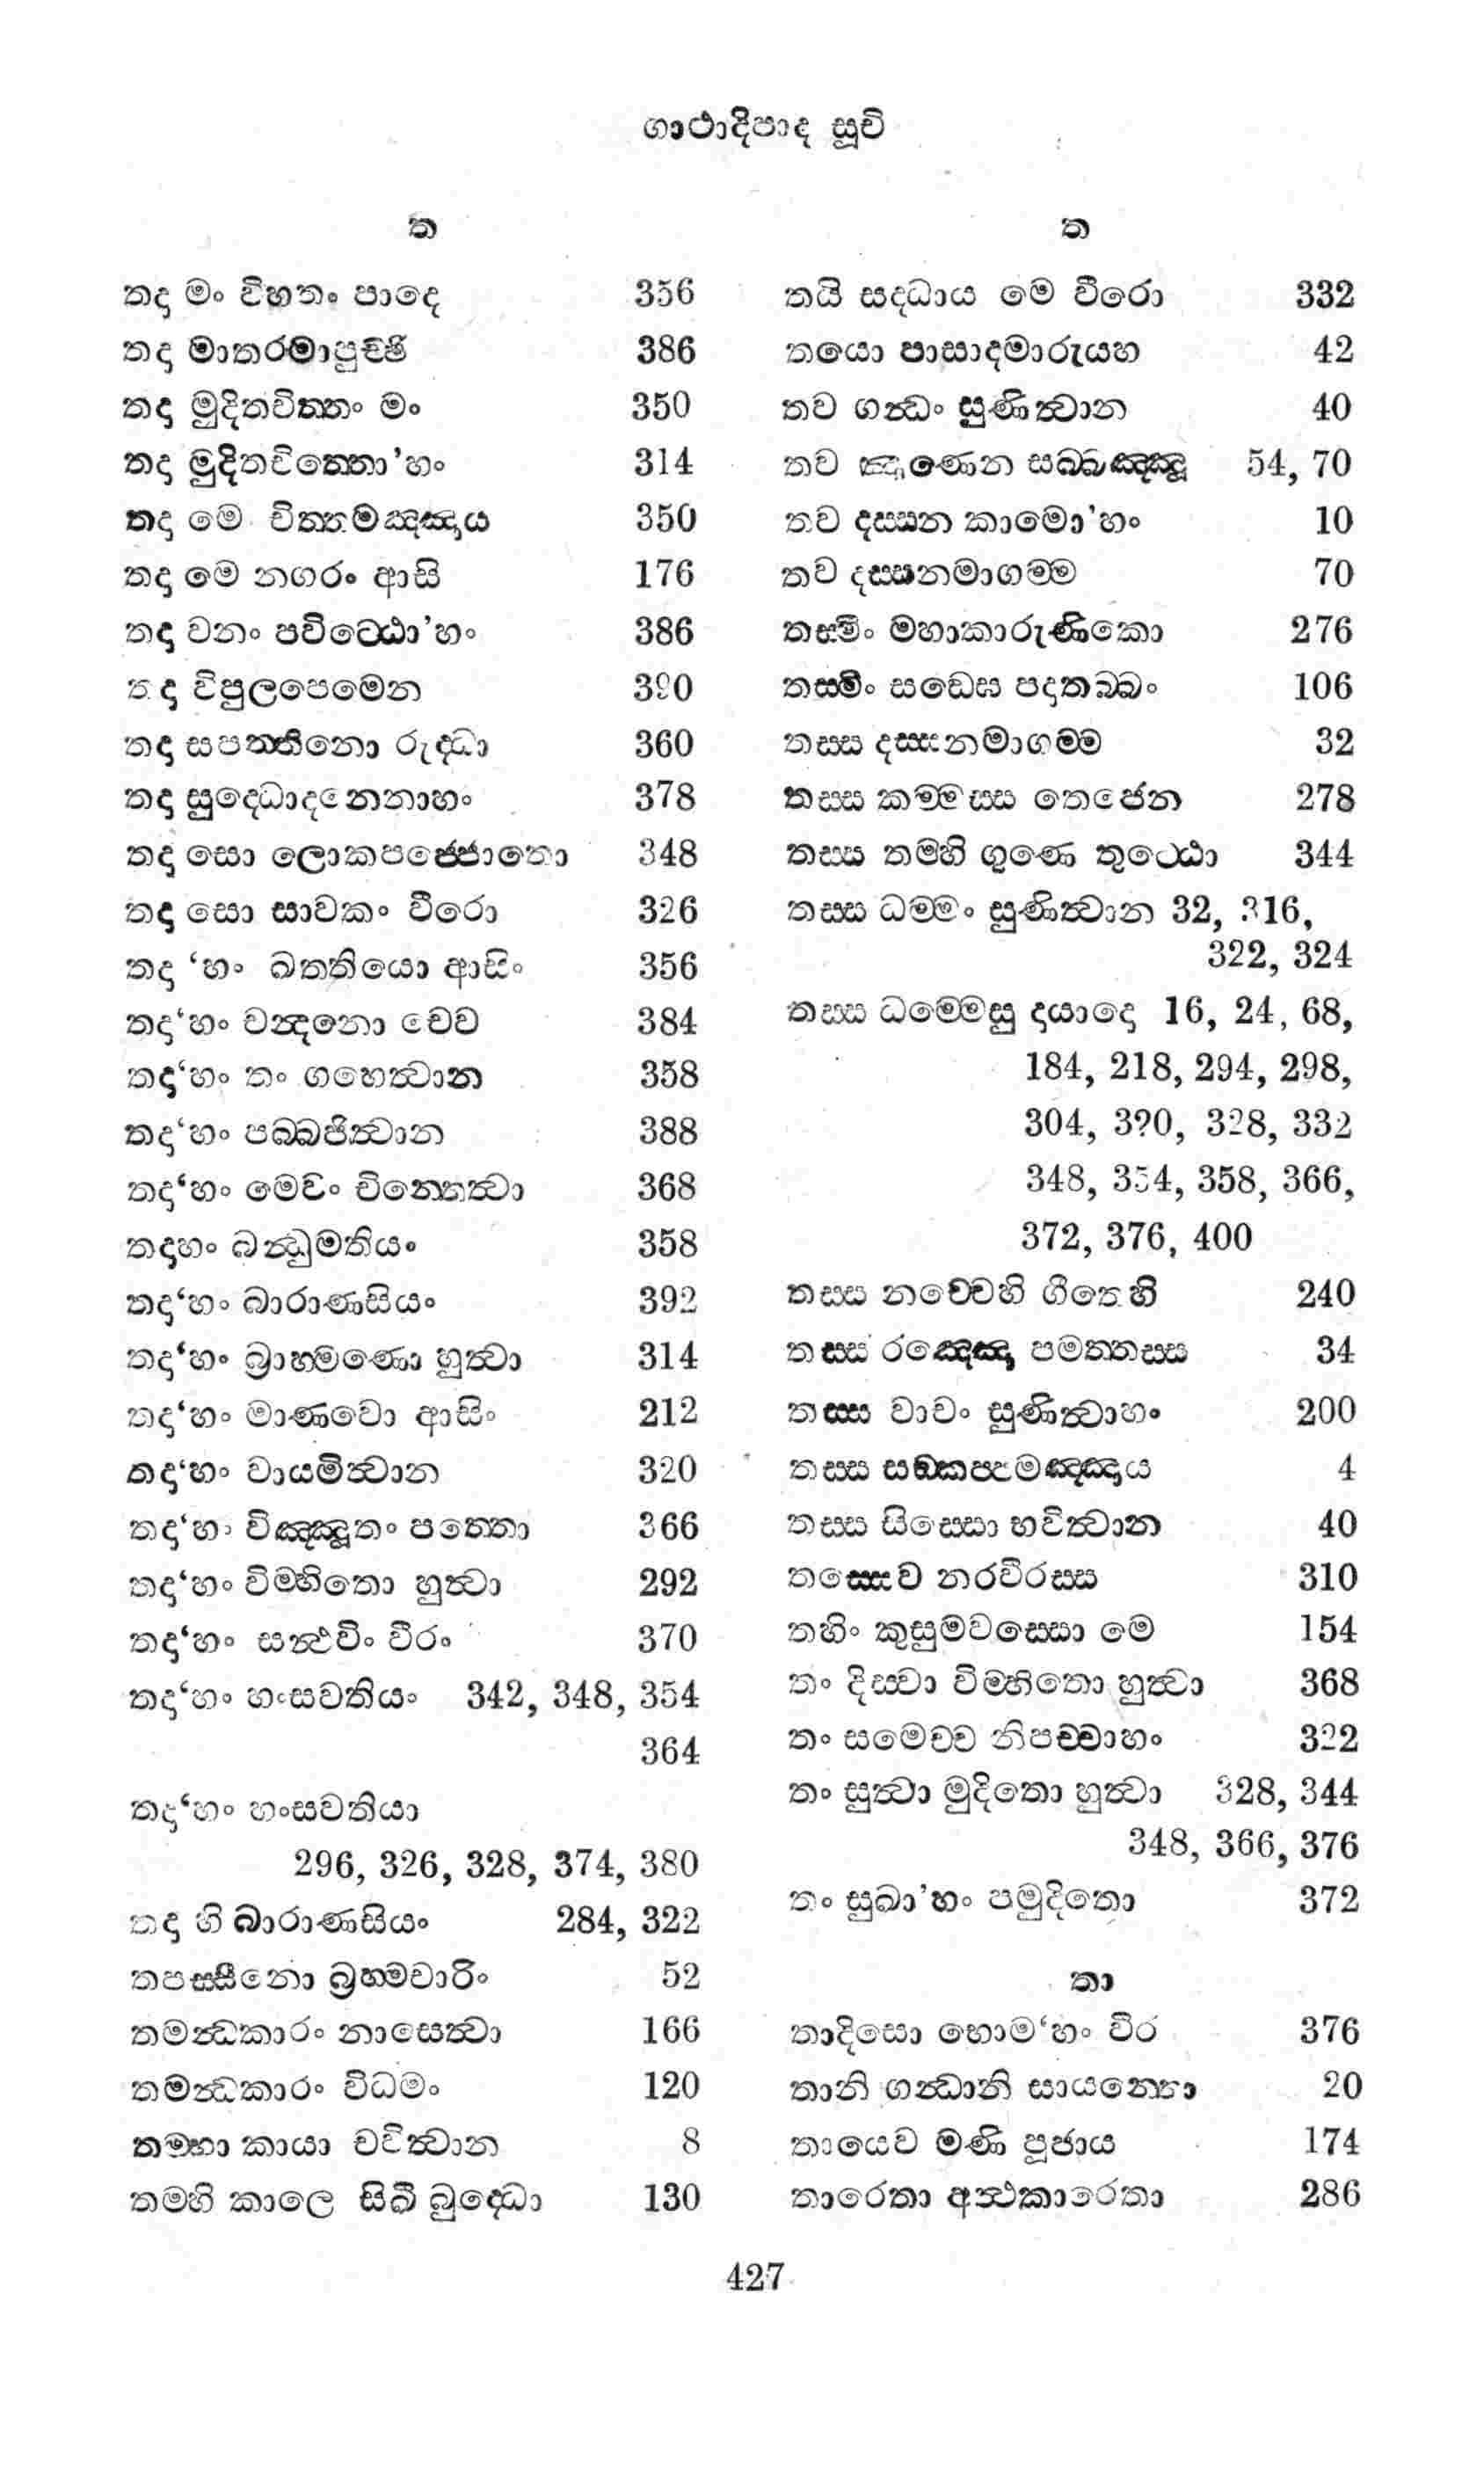 ගාථාදිපාද සූචි
ත
තදා මං විහතං පාදෙ 356
තදා මාතරමාපුච්ඡි 386
තදා මුදිතචිත්තං මං 350
තදා මුදිතචිත්තො'හං 314
තදා මෙ චිත්තමඤ්ඤාය 350
තදා මෙ නගරං ආසි 176
තදා වනං පවිට්ඨො'හං 386
තදා විපුලපෙමෙන 390
තදා සපත්තිනො රුද්ධා 360
තදා සුද්ධොදනෙනාහං 378
තදා සො ලොකපජ්ජොතො 348
තදා සො සාවකං වීරො 326
තදා ‘හං ඛත්තියො ආසිං 356
තදා‘හං චන්දනො චෙව 384
තදා‘හං තං ගහෙත්වාන 358
තදා‘හං පබ්බජිත්වාන 388
තදා‘හං මෙවං චින්තෙත්වා 368
තදාහං බන්ධුමතියං 358
තදා‘හං බාරාණසියං 392
තදා‘හං බ්‍රාහ්මණො හුත්වා 314
තදා‘හං මාණවො ආසිං 212
තදා‘හං වායමිත්වාන 320
තදා‘හං විඤ්ඤූතං පත්තො 366
තදා‘හං විම්හිතො හුත්වා 292
තදා‘හං සන්ථවිං වීරං 370
තදා‘හං හංසවතියං 342, 348, 354
364
තදා‘හං හංසවතියා
296, 326, 328, 374, 380
තදා හි බාරාණසියං 284, 322
තපස්සීනො බ්‍රහ්මචාරිං 52
තමන්ධකාරං නාසෙත්වා 166
තමන්ධකාරං විධමං 120
තම්හා කායා චවිත්වාන 8
තම්හි කාලෙ සිඛී බුද්ධො 130
ත
තයි සද්ධාය මෙ වීරො 332
තයො පාසාදමාරුය්හ 42
තව ගන්ධං සුණිත්වාන 40
තව ඤාණෙන සබ්බඤ්ඤූ 54, 70
තව දස්සන කාමො'හං 10
තව දස්සනමාගම්ම 70
තස්මිං මහාකාරුණිකො 276
තස්මිං සඞ්ඝෙ පදාතබ්බං 106
තස්ස දස්සනමාගම්ම 32
තස්ස කම්මස්ස තෙජෙන 278
තස්ස තම්හි ගුණෙ තුට්ඨො 344
තස්ස ධම්මං සුණිත්වාන 32, 316,
322, 324
තස්ස ධම්මෙසු දායාදො 16, 24, 68,
184, 218, 294, 298,
304, 320, 328, 332
348, 354, 358, 366,
372, 376, 400
තස්ස නච්චෙහි ගීතෙහි 240
තස්ස රඤ්ඤො පමත්තස්ස 34
තස්ස වාචං සුණිත්වාහං 200
තස්ස සඞ්කප්පමඤ්ඤාය 4
තස්ස සිස්සො භවිත්වාන 40
තස්සෙව නරවීරස්ස 310
තහිං කුසුමවස්සො මෙ 154
තං දිස්වා විම්හිතො හුත්වා 368
තං සමෙච්ච නිපච්චාහං 322
තං සුත්වා මුදිතො හුත්වා 328, 344
348, 366, 376
තං සුඛා'හං පමුදිතො 372
තා
තාදිසො භොම‘හං වීර 376
තානි ගන්ධානි සායන්තො 20
තායෙව මණි පූජාය 174
තාරෙතා අත්ථකාරෙතා 286
427